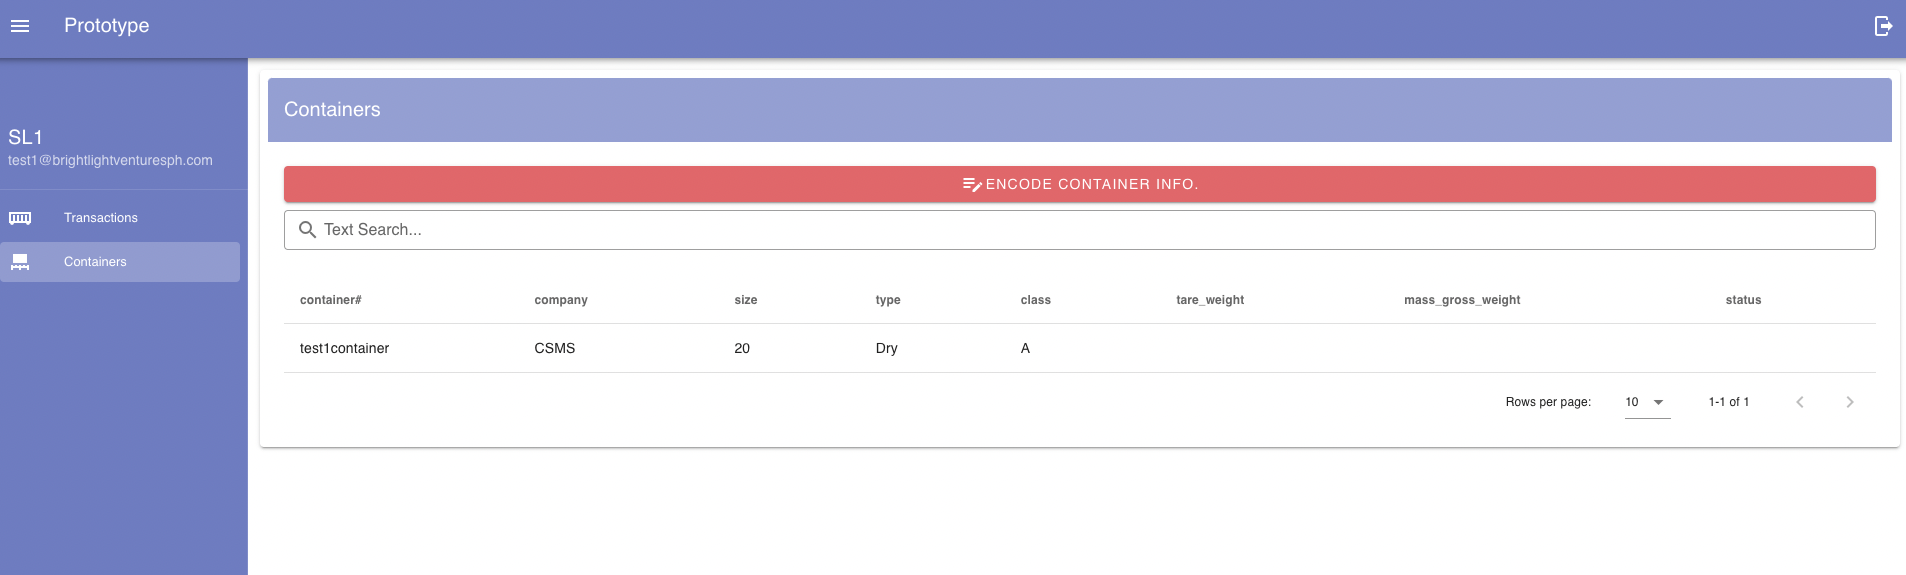 Prototype
SL1
test1@brightlightventuresph.com
Transactions
Containers
Containers
ENCODE CONTAINER INFO.
Text Search...
container# company size type class tare_weight mass_gross_weight status
test1container CSMS 20 Dry A
Rows per page: 10 1-1 of 1